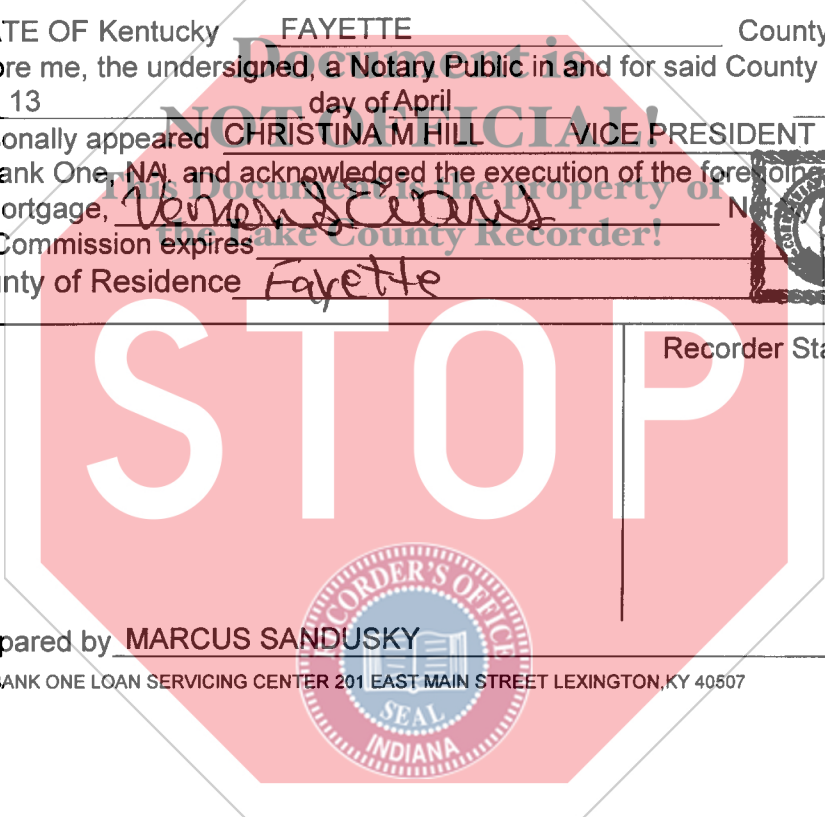 TE OF Kentucky FAYETTE County
Document is
ore me, the undersigned, a Notary Public in and for said County
13 day of April
NOT OFFICIAL!
onally appeared CHRISTINA M HILL VICE PRESIDENT
ank One, NA. and acknowledged the execution of the
This Document is the property of
ortgage,
the Lake County Recorder!
Commission expires
nty of Residence Fayette
STOP
Recorder Sta
RECORDER'S OFFICE
pared by MARCUS SANDUSKY
ANK ONE LOAN SERVICING CENTER 201 EAST MAIN STREET LEXINGTON,KY 40507
SEAL
INDIANA